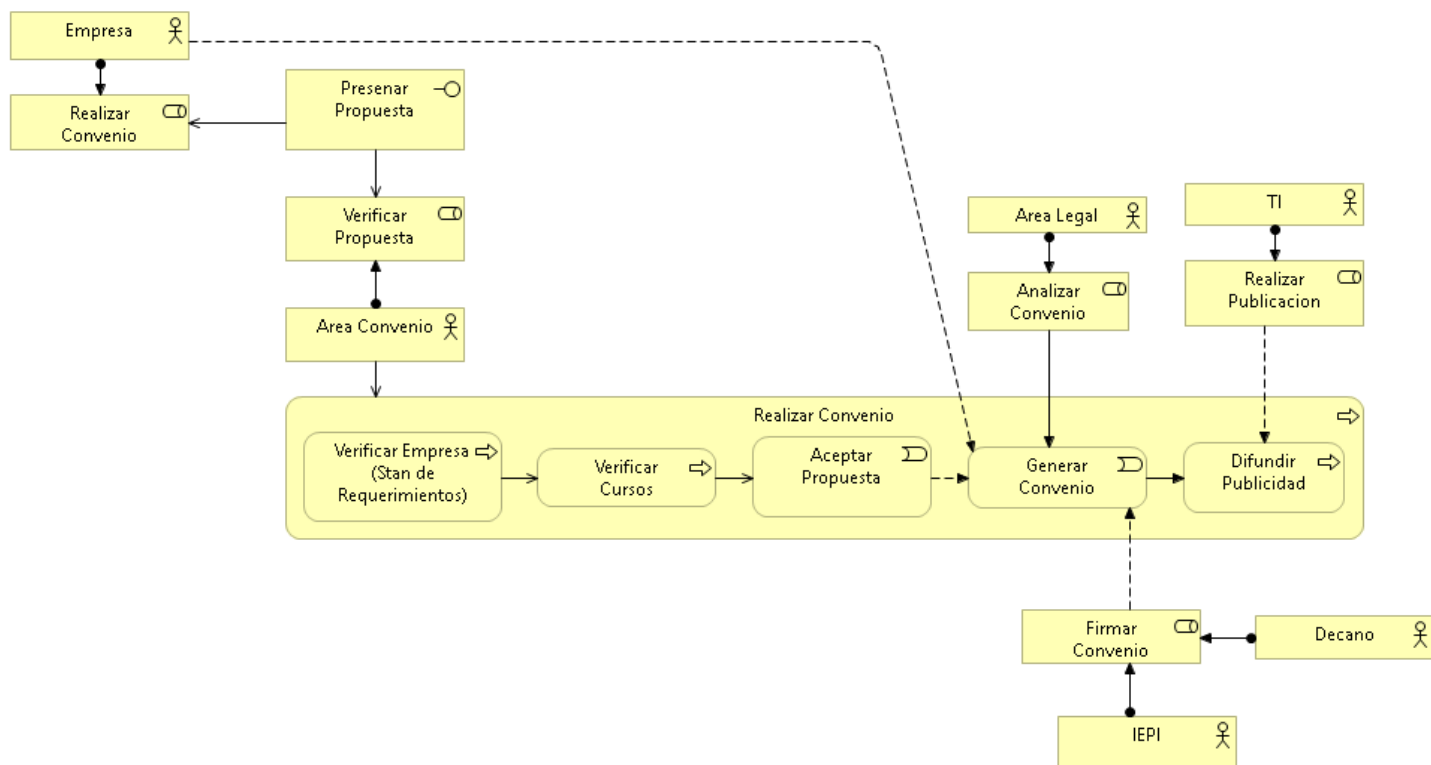 Empresa
Realizar
Convenio
Presenar
Propuesta
Verificar
Propuesta
Area Convenio
Area Legal
Analizar
Convenio
TI
Realizar
Publicacion
Realizar Convenio
Verificar Empresa
(Stan de
Requerimientos)
Verificar
Cursos
Aceptar
Propuesta
Generar
Convenio
Difundir
Publicidad
Firmar
Convenio
Decano
IEPI